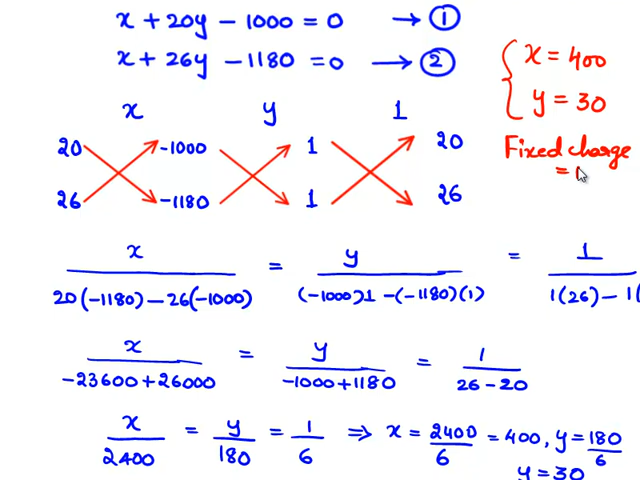 x + 20y - 1000 = 0 → ①
x + 26y - 1180 = 0 → ②
x = 400
y = 30
Fixed charge
=
x y 1
20 -1000 1 20
26 -1180 1 26
x / 20(-1180) - 26(-1000) = y / (-1000)1 - (-1180)(1) = 1 / 1(26) - 1(
x / -23600 + 26000 = y / -1000 + 1180 = 1 / 26 - 20
x / 2400 = y / 180 = 1 / 6 ⇒ x = 2400 / 6 = 400, y = 180 / 6
y = 30